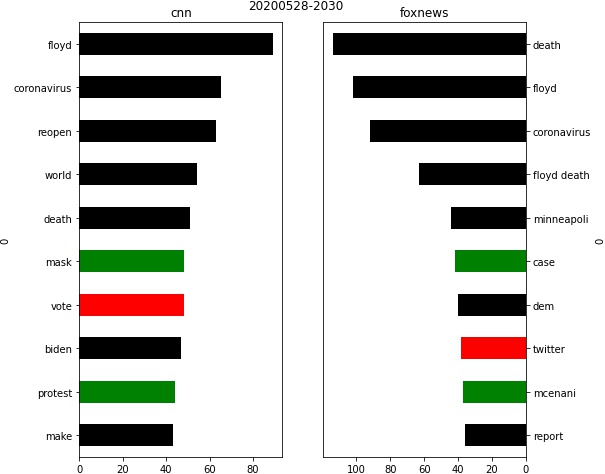 20200528-2030
cnn
foxnews
floyd
coronavirus
reopen
world
death
mask
vote
biden
protest
make
0
0 20 40 60 80
death
floyd
coronavirus
floyd death
minneapoli
case
dem
twitter
mcenani
report
0
100 80 60 40 20 0